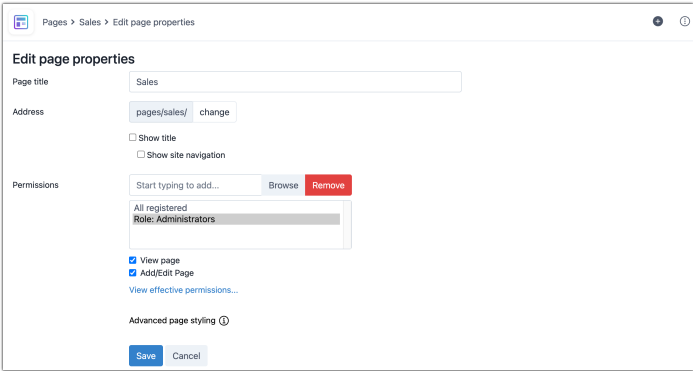 Pages > Sales > Edit page properties
Edit page properties
Page title
Sales
Address
pages/sales/ change
Show title
Show site navigation
Permissions
Start typing to add... Browse Remove
All registered
Role: Administrators
View page
Add/Edit Page
View effective permissions...
Advanced page styling
Save Cancel